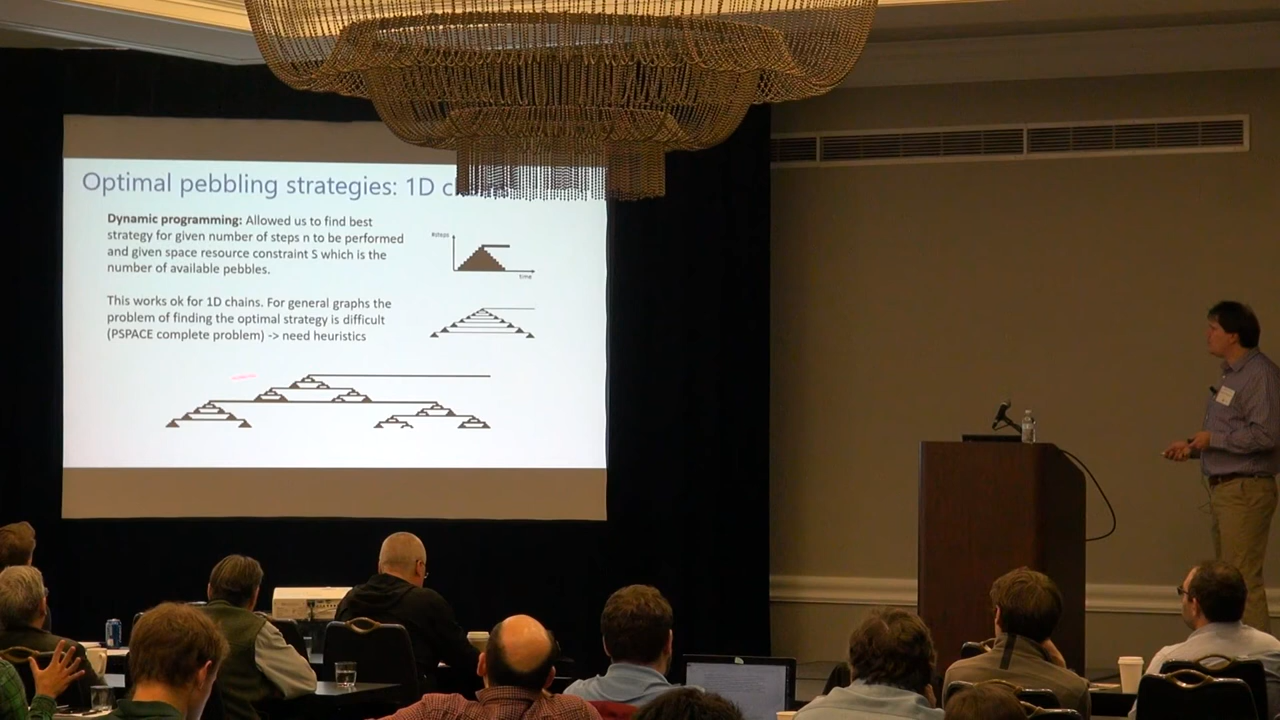 Optimal pebbling strategies: 1D
Dynamic programming: Allowed us to find best
strategy for given number of steps n to be performed
and given space resource constraint S which is the
number of available pebbles.
#steps
time
This works ok for 1D chains. For general graphs the
problem of finding the optimal strategy is difficult
(PSPACE complete problem) -> need heuristics